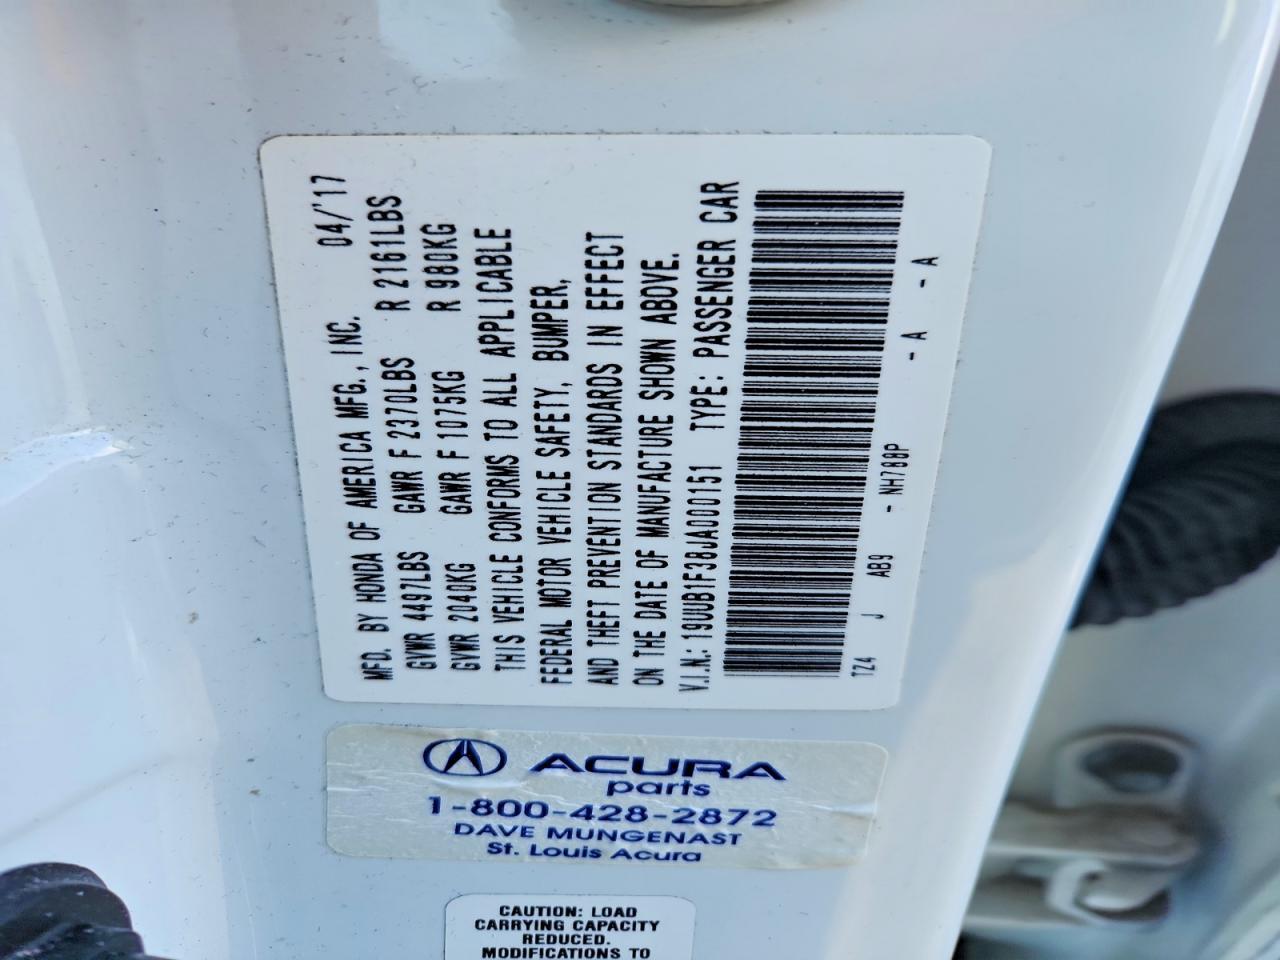 MFD. BY HONDA OF AMERICA MFG., INC. 04/'17
GVWR 4497LBS GAWR F 2370LBS R 2161LBS
GVWR 2040KG GAWR F 1075KG R 980KG
THIS VEHICLE CONFORMS TO ALL APPLICABLE
FEDERAL MOTOR VEHICLE SAFETY, BUMPER,
AND THEFT PREVENTION STANDARDS IN EFFECT
ON THE DATE OF MANUFACTURE SHOWN ABOVE.
V.I.N.: 19UUB1F38JA000151 TYPE: PASSENGER CAR
TZ4 J AB9 - NH788P - A - A
ACURA
parts
1-800-428-2872
DAVE MUNGENAST
St. Louis Acura
CAUTION: LOAD
CARRYING CAPACITY
REDUCED.
MODIFICATIONS TO